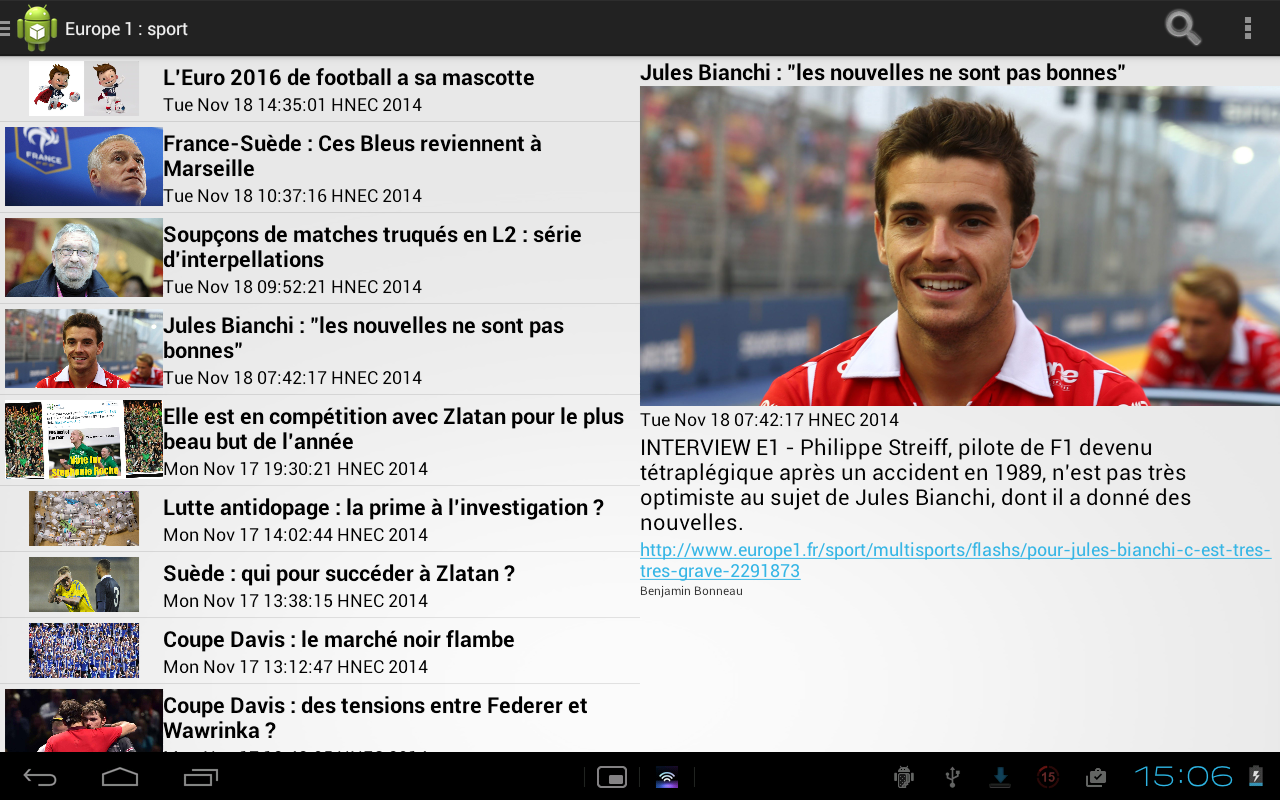 Europe 1 : sport
L'Euro 2016 de football a sa mascotte
Tue Nov 18 14:35:01 HNEC 2014
FRANCE
France-Suède : Ces Bleus reviennent à
Marseille
Tue Nov 18 10:37:16 HNEC 2014
Soupçons de matches truqués en L2 : série
d'interpellations
Tue Nov 18 09:52:21 HNEC 2014
Jules Bianchi : "les nouvelles ne sont pas
bonnes"
Tue Nov 18 07:42:17 HNEC 2014
Elle est en compétition avec Zlatan pour le plus
beau but de l'année
Mon Nov 17 19:30:21 HNEC 2014
Vote for
Stephanie Roche
Lutte antidopage : la prime à l'investigation ?
Mon Nov 17 14:02:44 HNEC 2014
Suède : qui pour succéder à Zlatan ?
Mon Nov 17 13:38:15 HNEC 2014
3
Coupe Davis : le marché noir flambe
Mon Nov 17 13:12:47 HNEC 2014
Coupe Davis : des tensions entre Federer et
Wawrinka ?
Jules Bianchi : "les nouvelles ne sont pas bonnes"
Tue Nov 18 07:42:17 HNEC 2014
INTERVIEW E1 - Philippe Streiff, pilote de F1 devenu
tétraplégique après un accident en 1989, n'est pas très
optimiste au sujet de Jules Bianchi, dont il a donné des
nouvelles.
http://www.europe1.fr/sport/multisports/flashs/pour-jules-bianchi-c-est-tres-
tres-grave-2291873
Benjamin Bonneau
15
15:06